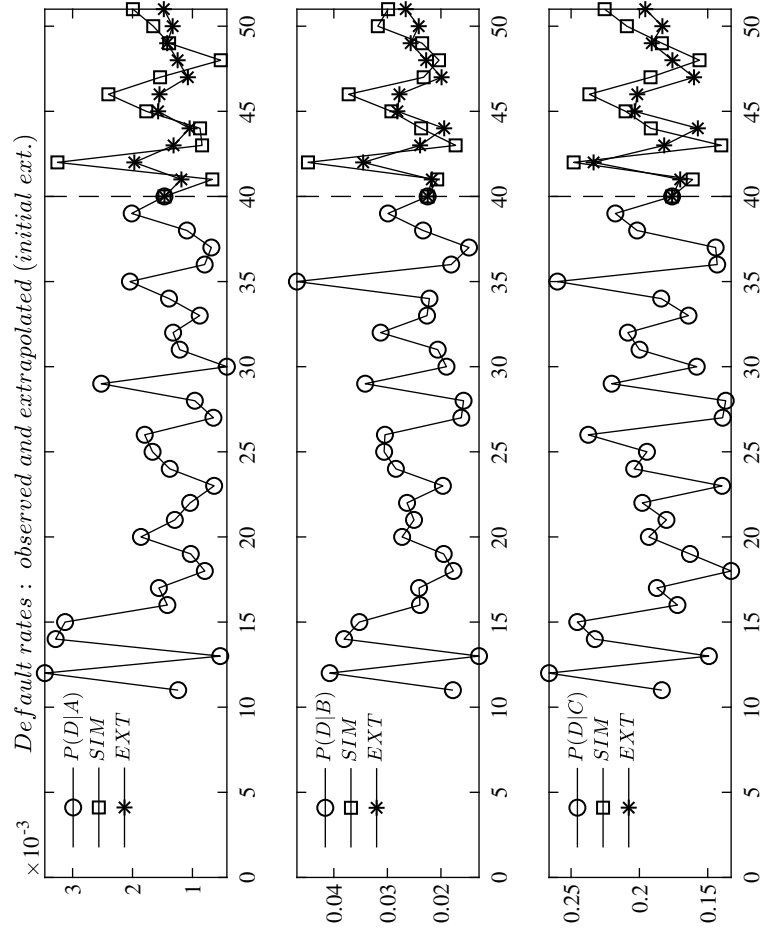 Default rates : observed and extrapolated (initial ext.)
×10⁻³
3
2
1
P(D|A)
SIM
EXT
0 5 10 15 20 25 30 35 40 45 50
0.04
0.03
0.02
P(D|B)
SIM
EXT
0 5 10 15 20 25 30 35 40 45 50
0.25
0.2
0.15
P(D|C)
SIM
EXT
0 5 10 15 20 25 30 35 40 45 50